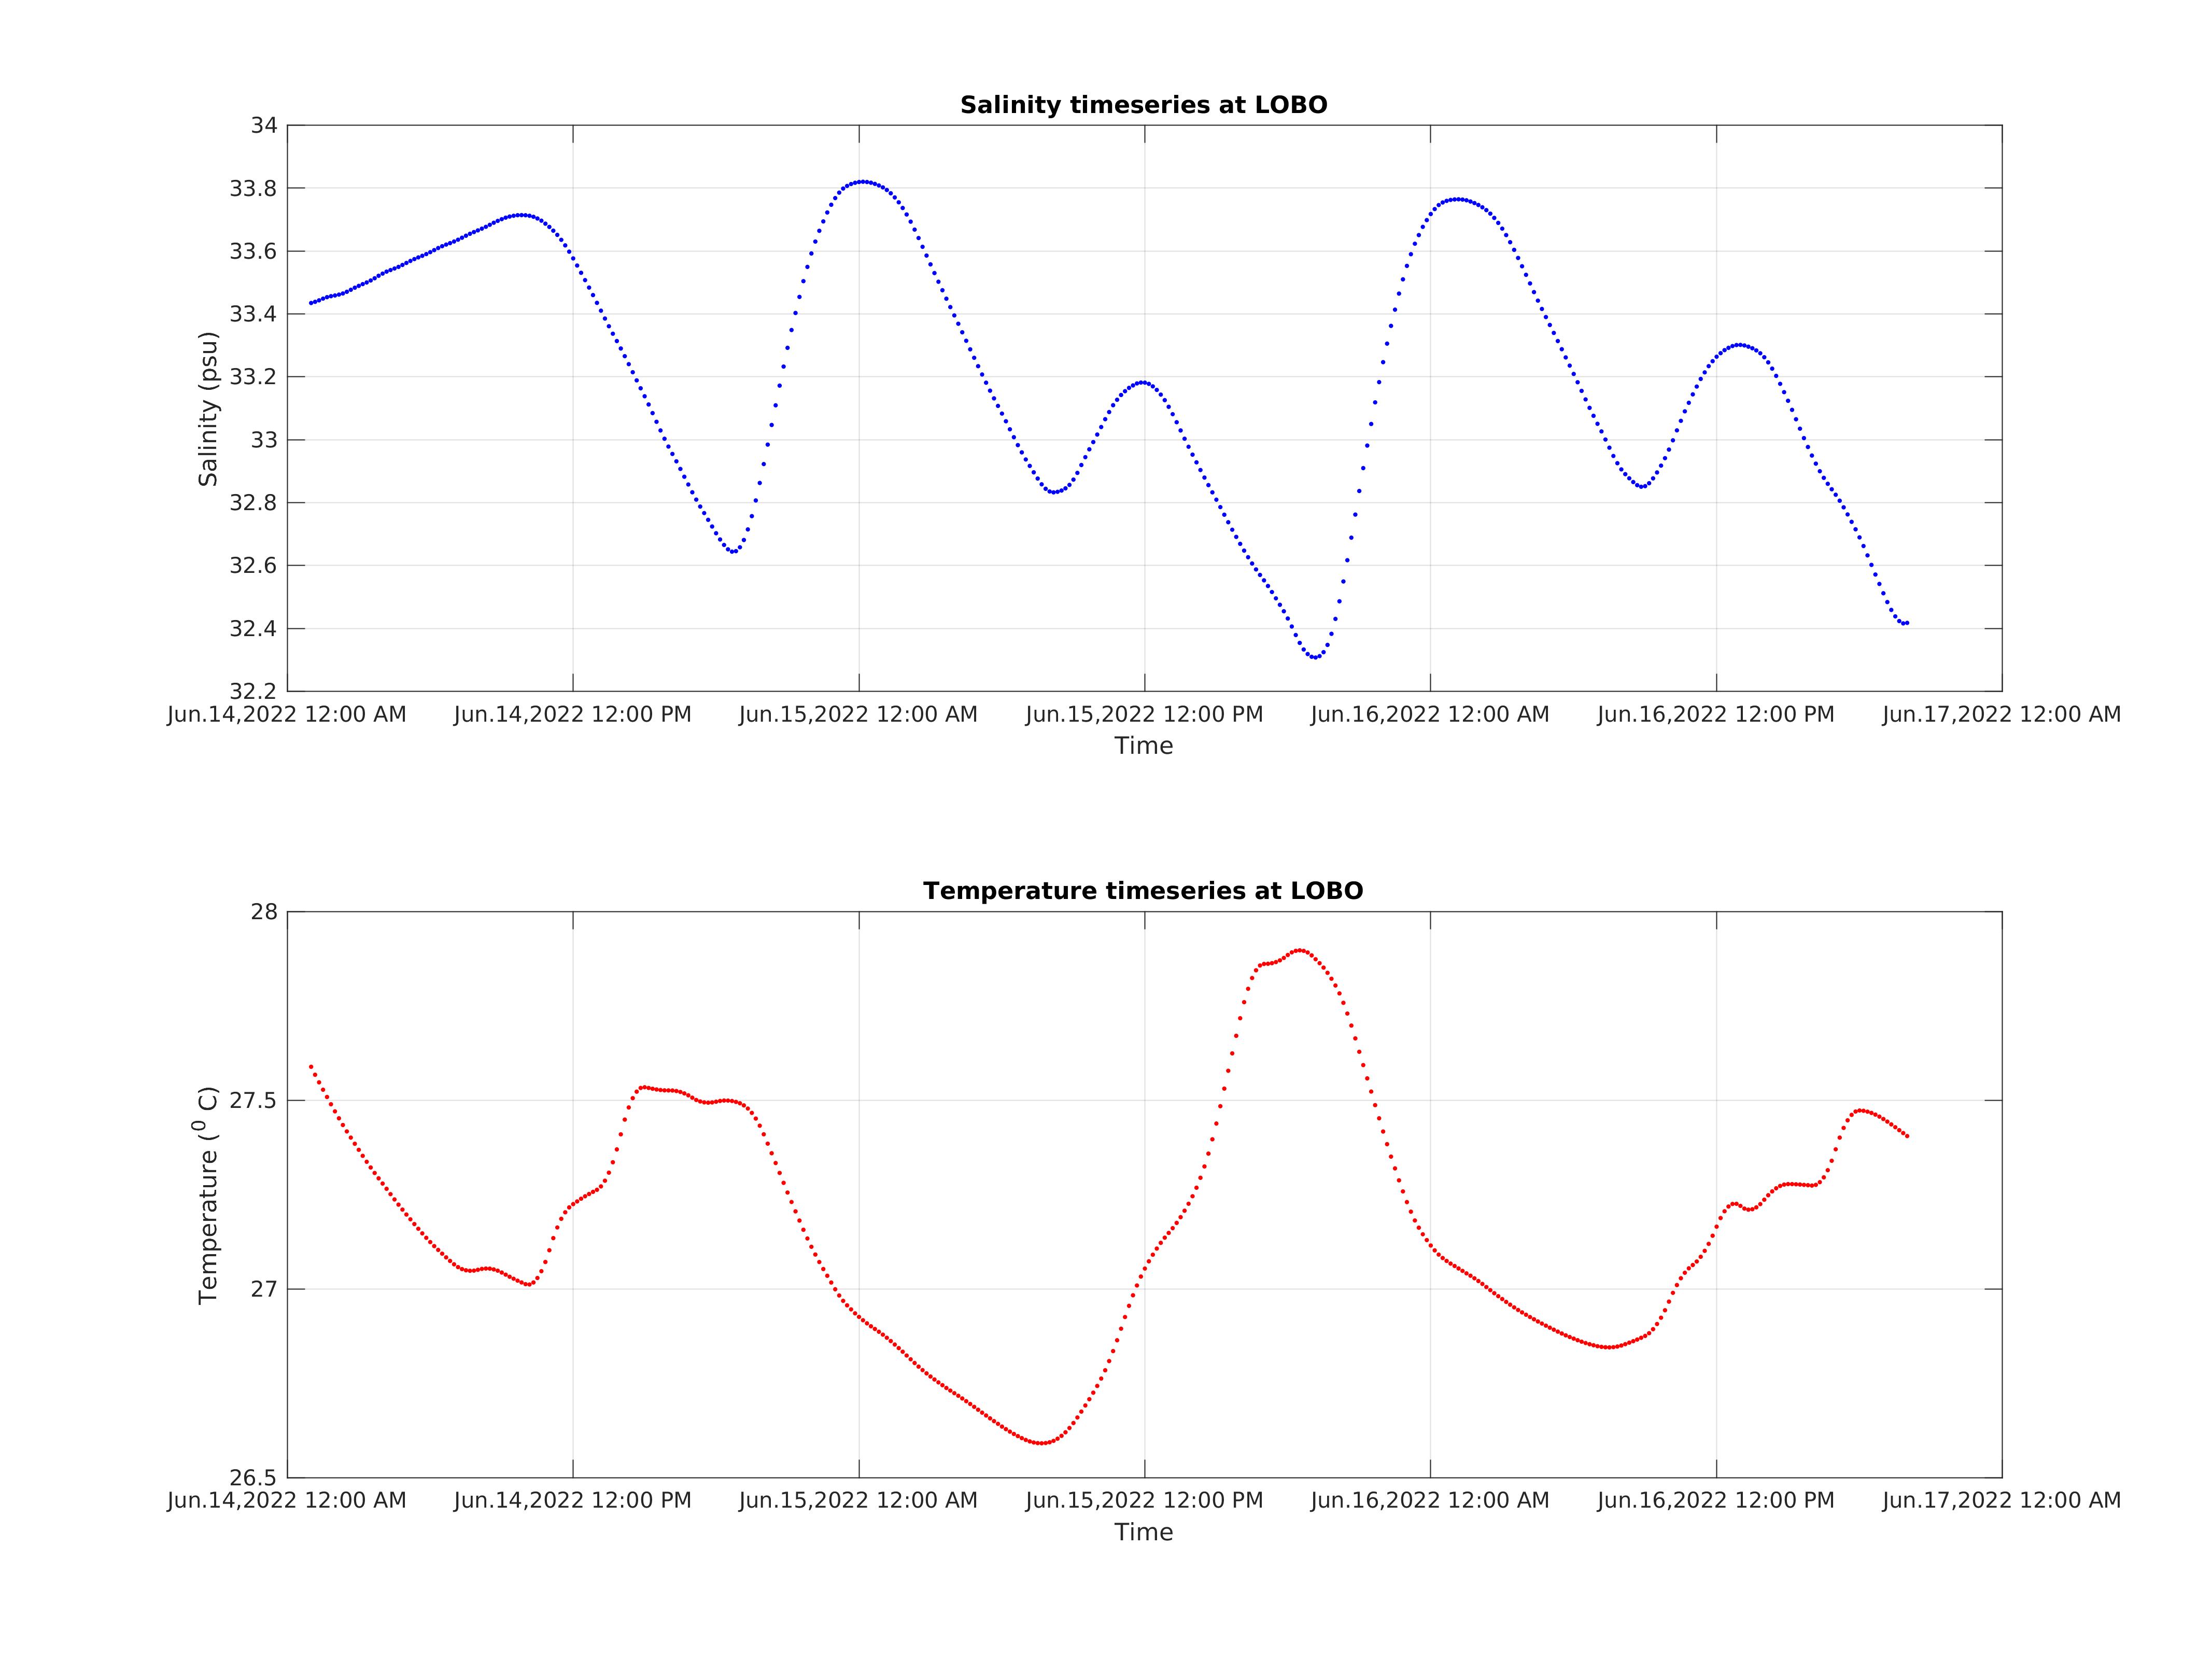 Salinity timeseries at LOBO
34
33.8
33.6
33.4
33.2
33
32.8
32.6
32.4
32.2
Salinity (psu)
Jun.14,2022 12:00 AM Jun.14,2022 12:00 PM Jun.15,2022 12:00 AM Jun.15,2022 12:00 PM Jun.16,2022 12:00 AM Jun.16,2022 12:00 PM Jun.17,2022 12:00 AM
Time
Temperature timeseries at LOBO
28
27.5
27
26.5
Temperature (⁰ C)
Jun.14,2022 12:00 AM Jun.14,2022 12:00 PM Jun.15,2022 12:00 AM Jun.15,2022 12:00 PM Jun.16,2022 12:00 AM Jun.16,2022 12:00 PM Jun.17,2022 12:00 AM
Time